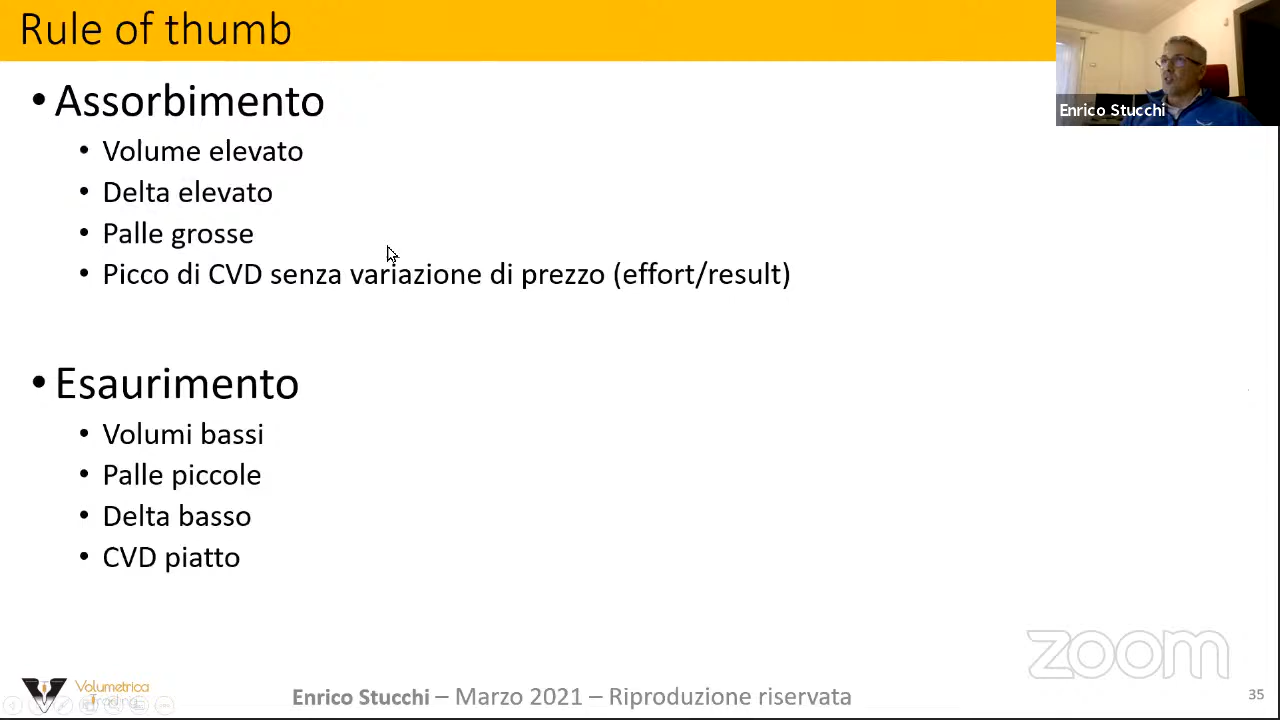 Rule of thumb
Enrico Stucchi
• Assorbimento
• Volume elevato
• Delta elevato
• Palle grosse
• Picco di CVD senza variazione di prezzo (effort/result)
• Esaurimento
• Volumi bassi
• Palle piccole
• Delta basso
• CVD piatto
zoom
Volumetrica
Trading
Enrico Stucchi – Marzo 2021 – Riproduzione riservata
35